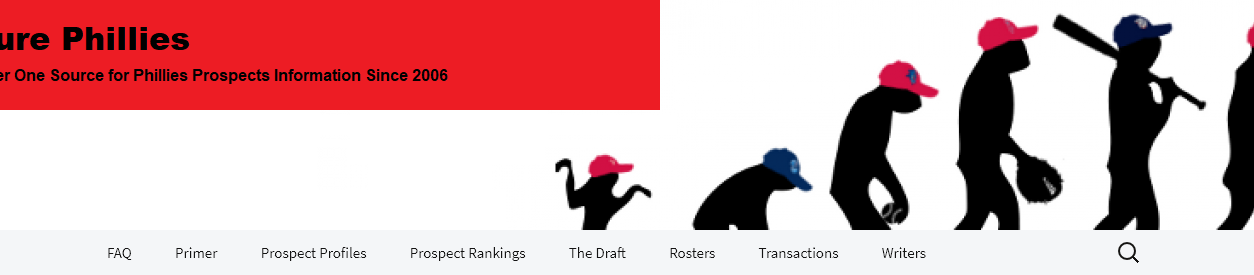 ure Phillies
er One Source for Phillies Prospects Information Since 2006
FAQ Primer Prospect Profiles Prospect Rankings The Draft Rosters Transactions Writers